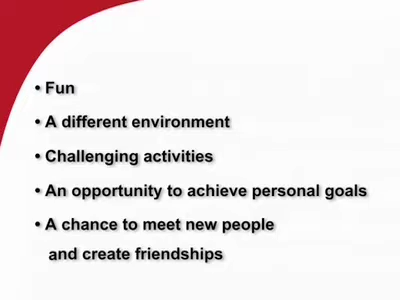 • Fun
• A different environment
• Challenging activities
• An opportunity to achieve personal goals
• A chance to meet new people
and create friendships